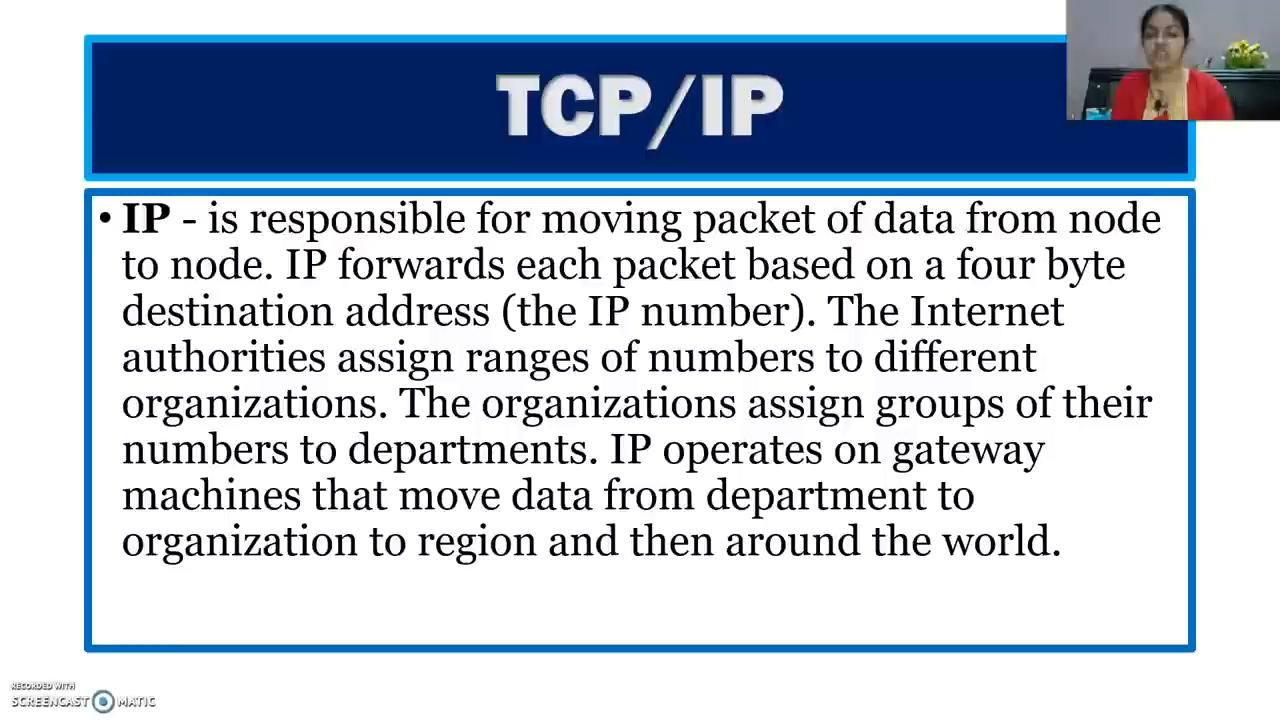 TCP/IP
• IP - is responsible for moving packet of data from node
to node. IP forwards each packet based on a four byte
destination address (the IP number). The Internet
authorities assign ranges of numbers to different
organizations. The organizations assign groups of their
numbers to departments. IP operates on gateway
machines that move data from department to
organization to region and then around the world.
RECORDED WITH
SCREENCAST MATIC